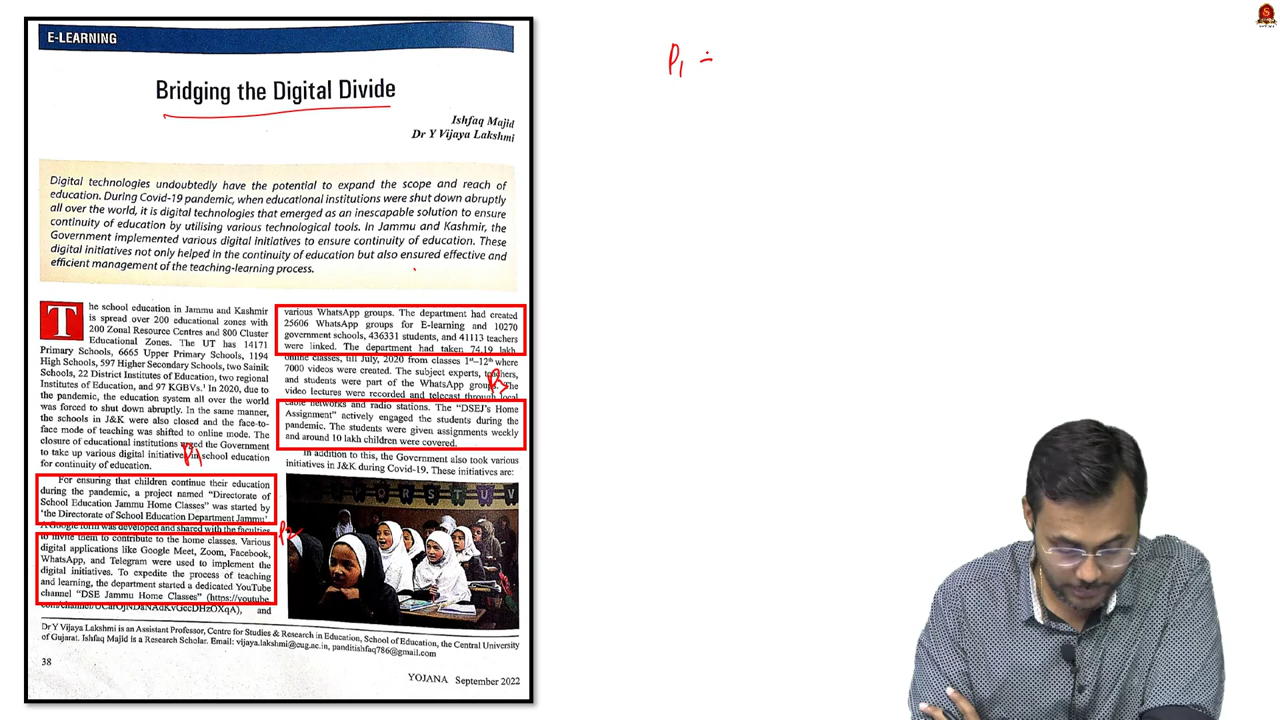 E-LEARNING
Bridging the Digital Divide
Ishfaq Majid
Dr Y Vijaya Lakshmi
Digital technologies undoubtedly have the potential to expand the scope and reach of
education. During Covid-19 pandemic, when educational institutions were shut down abruptly
all over the world, it is digital technologies that emerged as an inescapable solution to ensure
continuity of education by utilising various technological tools. In Jammu and Kashmir, the
Government implemented various digital initiatives to ensure continuity of education. These
digital initiatives not only helped in the continuity of education but also ensured effective and
efficient management of the teaching-learning process.
The school education in Jammu and Kashmir
is spread over 200 educational zones with
200 Zonal Resource Centres and 800 Cluster
Educational Zones. The UT has 14171
Primary Schools, 6665 Upper Primary Schools, 1194
High Schools, 597 Higher Secondary Schools, two Sainik
Schools, 22 District Institutes of Education, two regional
Institutes of Education, and 97 KGBVs.¹ In 2020, due to
the pandemic, the education system all over the world
was forced to shut down abruptly. In the same manner,
the schools in J&K were also closed and the face-to-
face mode of teaching was shifted to online mode. The
closure of educational institutions urged the Government
to take up various digital initiatives in school education
for continuity of education.
P1
For ensuring that children continue their education
during the pandemic, a project named "Directorate of
School Education Jammu Home Classes" was started by
'the Directorate of School Education Department Jammu'
A Google form was developed and shared with the faculties
to invite them to contribute to the home classes. Various
digital applications like Google Meet, Zoom, Facebook,
WhatsApp, and Telegram were used to implement the
digital initiatives. To expedite the process of teaching
and learning, the department started a dedicated YouTube
channel "DSE Jammu Home Classes" (https://youtube.
and
P2
various WhatsApp groups. The department had created
25606 WhatsApp groups for E-learning and 10270
government schools, 436331 students, and 41113 teachers
were linked. The department had taken 74.19 lakh
online classes, till July, 2020 from classes 1st-12th where
7000 videos were created. The subject experts, teachers,
and students were part of the WhatsApp groups. The
video lectures were recorded and telecast through local
cable networks and radio stations. The "DSEJ's Home
Assignment" actively engaged the students during the
pandemic. The students were given assignments weekly
and around 10 lakh children were covered.
In addition to this, the Government also took various
initiatives in J&K during Covid-19. These initiatives are:
P O R S T U V
Dr Y Vijaya Lakshmi is an Assistant Professor, Centre for Studies & Research in Education, School of Education, the Central University
of Gujarat. Ishfaq Majid is a Research Scholar. Email: vijaya.lakshmi@cug.ac.in, panditishfaq786@gmail.com
38
YOJANA September 2022
P1 ÷